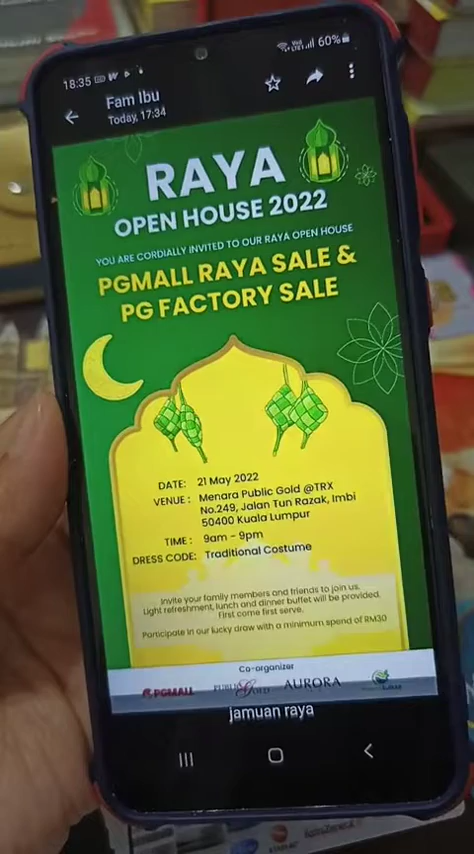 18:35
60%
Fam Ibu
Today, 17:34
RAYA
OPEN HOUSE 2022
YOU ARE CORDIALLY INVITED TO OUR RAYA OPEN HOUSE
PGMALL RAYA SALE &
PG FACTORY SALE
DATE: 21 May 2022
VENUE : Menara Public Gold @TRX
No.249, Jalan Tun Razak, Imbi
50400 Kuala Lumpur
TIME : 9am - 9pm
DRESS CODE: Traditional Costume
Invite your family members and friends to join us.
Light refreshment, lunch and dinner buffet will be provided.
First come first serve.
Participate in our lucky draw with a minimum spend of RM30
Co-organizer
PGMALL PUBLIC GOLD AURORA
jamuan raya